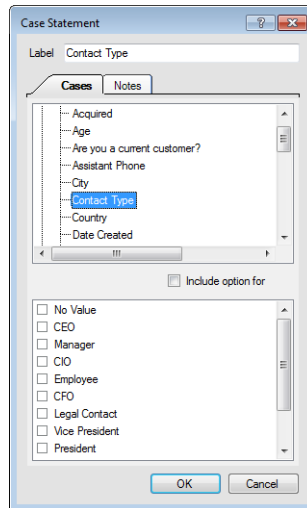 Case Statement
Label Contact Type
Cases Notes
Acquired
Age
Are you a current customer?
Assistant Phone
City
Contact Type
Country
Date Created
Include option for
No Value
CEO
Manager
CIO
Employee
CFO
Legal Contact
Vice President
President
OK Cancel